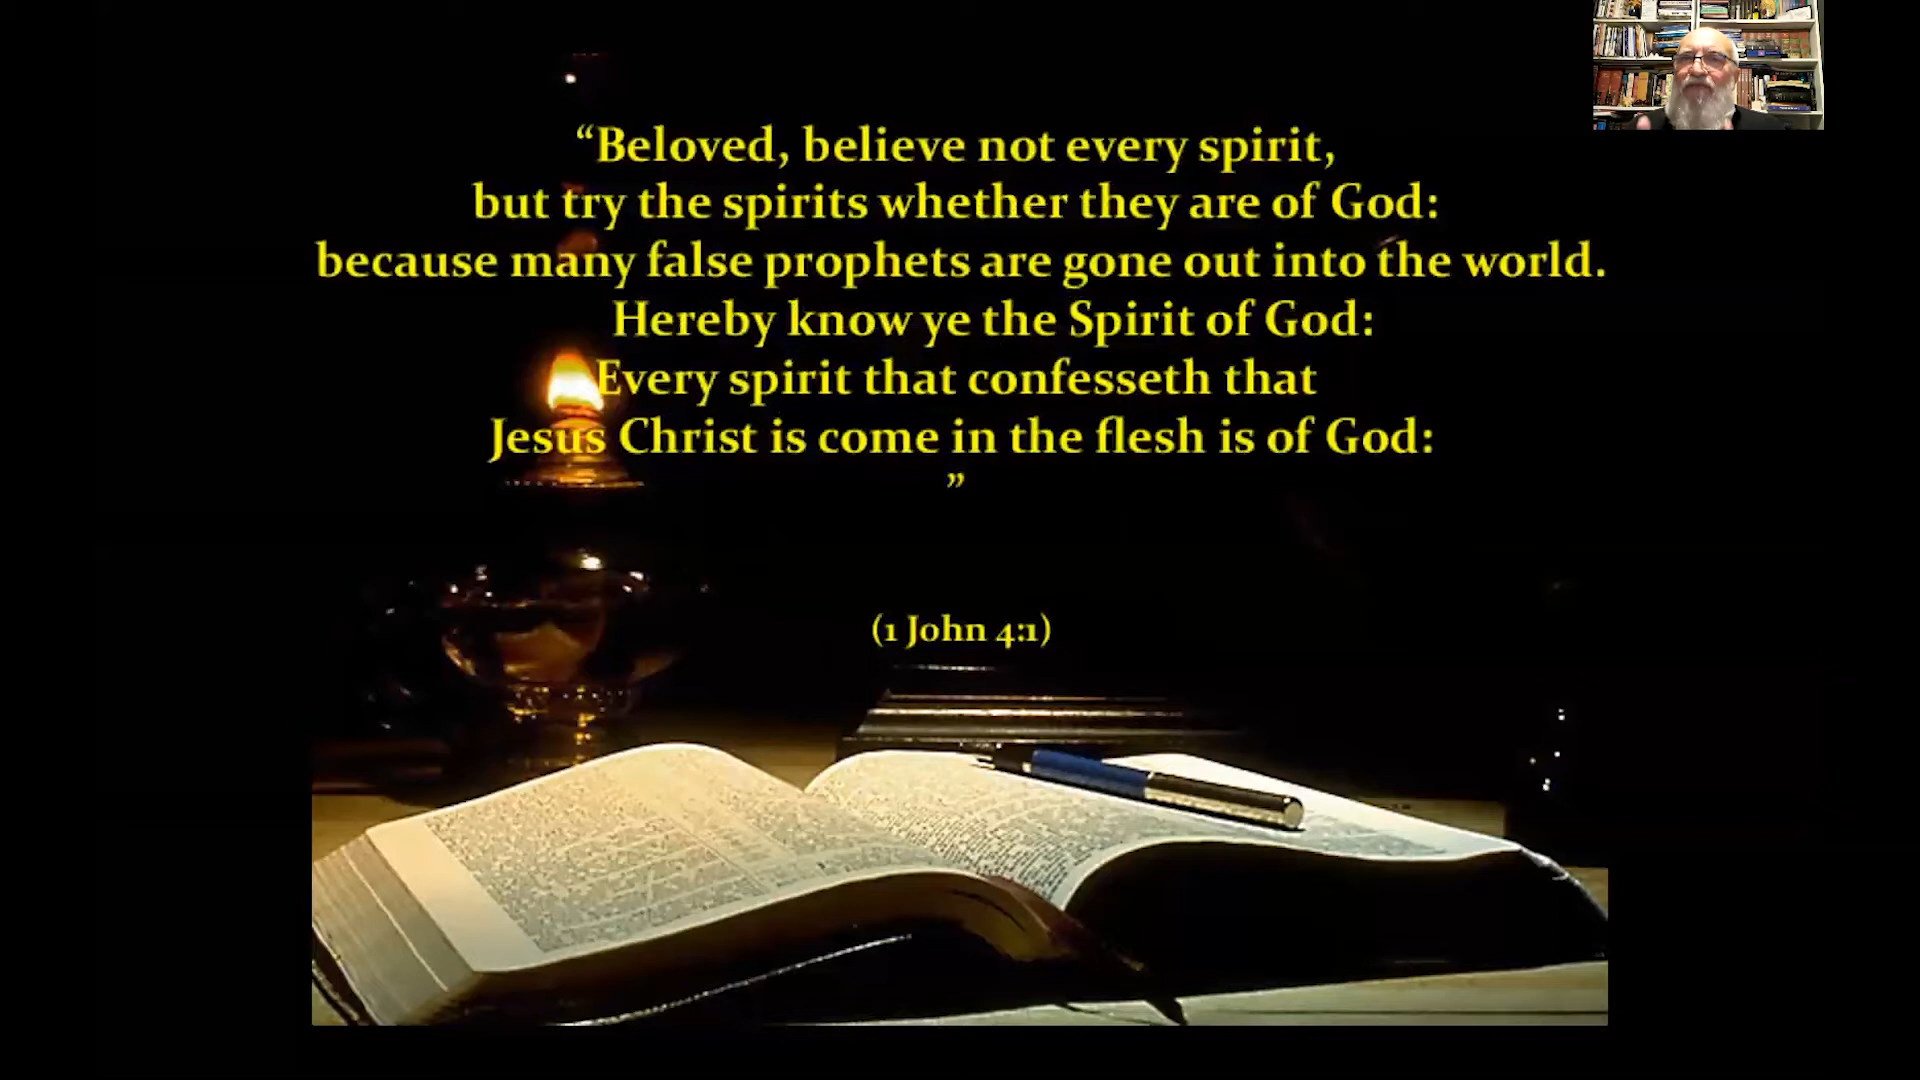 “Beloved, believe not every spirit,
but try the spirits whether they are of God:
because many false prophets are gone out into the world.
Hereby know ye the Spirit of God:
Every spirit that confesseth that
Jesus Christ is come in the flesh is of God:
”
(1 John 4:1)